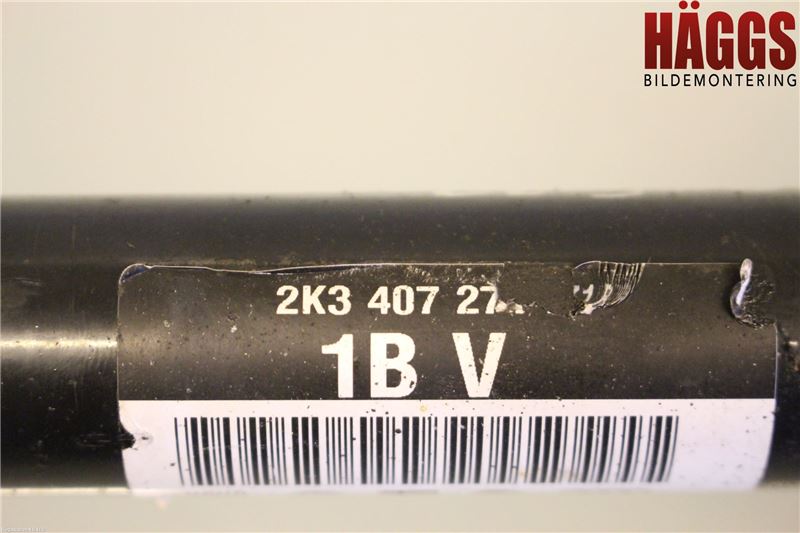 HÄGGS
BILDEMONTERING
2K3 407 27
1B V